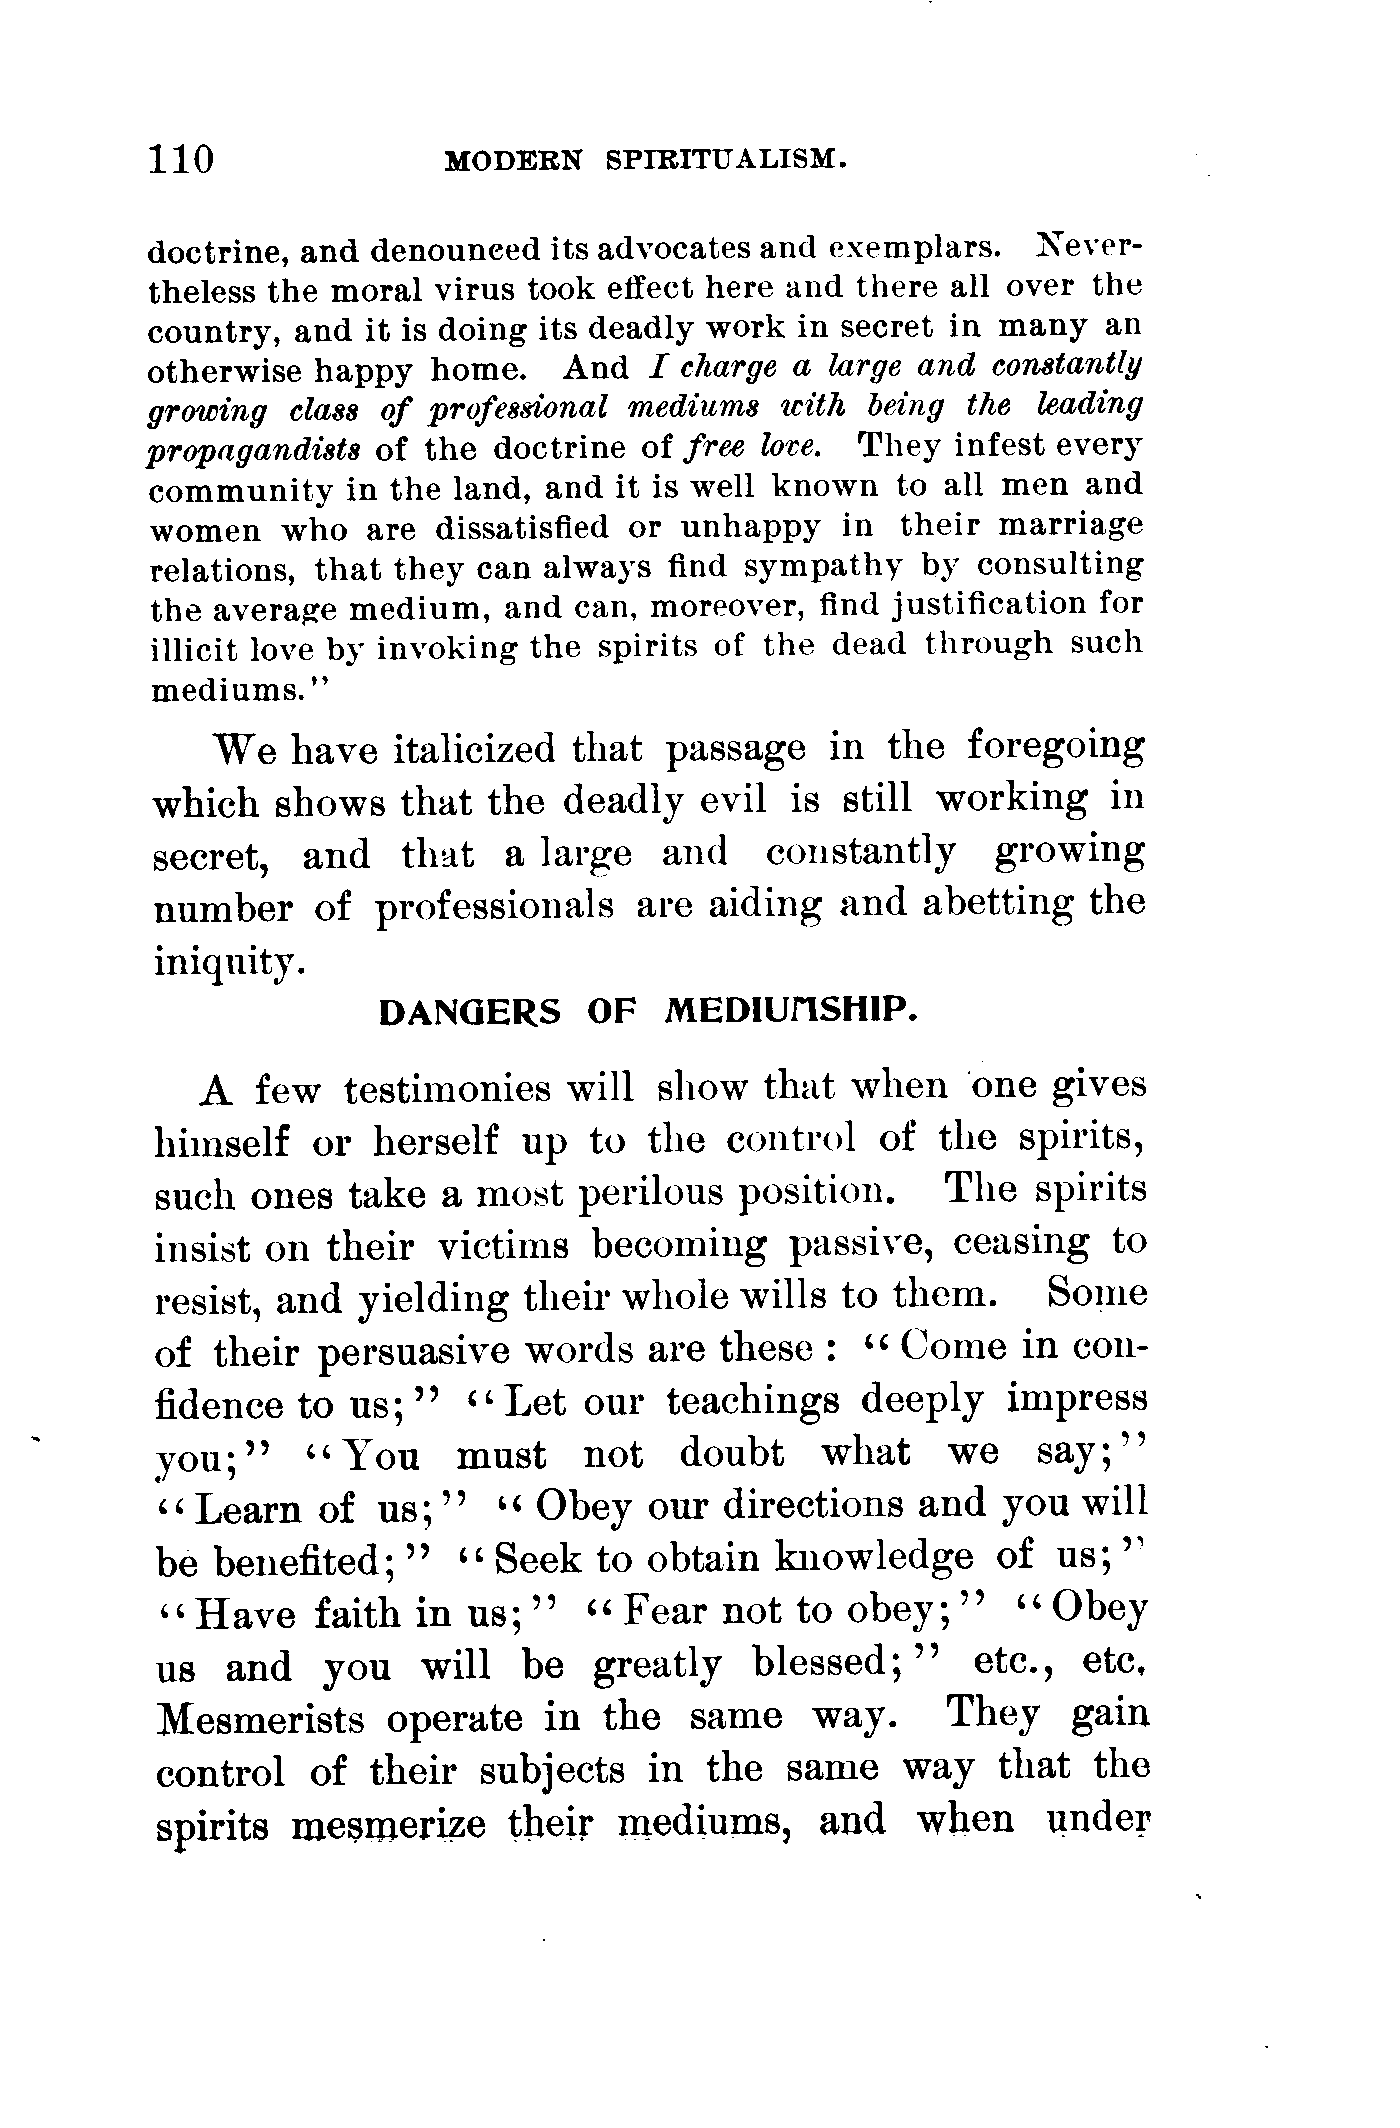 110 MODERN SPIRITUALISM.
doctrine, and denounced its advocates and exemplars. Never-
theless the moral virus took effect here and there all over the
country, and it is doing its deadly work in secret in many an
otherwise happy home. And I charge a large and constantly
growing class of professional mediums with being the leading
propagandists of the doctrine of free love. They infest every
community in the land, and it is well known to all men and
women who are dissatisfied or unhappy in their marriage
relations, that they can always find sympathy by consulting
the average medium, and can, moreover, find justification for
illicit love by invoking the spirits of the dead through such
mediums."
We have italicized that passage in the foregoing
which shows that the deadly evil is still working in
secret, and that a large and constantly growing
number of professionals are aiding and abetting the
iniquity.
DANGERS OF MEDIUMSHIP.
A few testimonies will show that when one gives
himself or herself up to the control of the spirits,
such ones take a most perilous position. The spirits
insist on their victims becoming passive, ceasing to
resist, and yielding their whole wills to them. Some
of their persuasive words are these : "Come in con-
fidence to us;" "Let our teachings deeply impress
you;" "You must not doubt what we say;"
"Learn of us;" "Obey our directions and you will
be benefited;" "Seek to obtain knowledge of us;"
"Have faith in us;" "Fear not to obey;" "Obey
us and you will be greatly blessed;" etc., etc.
Mesmerists operate in the same way. They gain
control of their subjects in the same way that the
spirits mesmerize their mediums, and when under